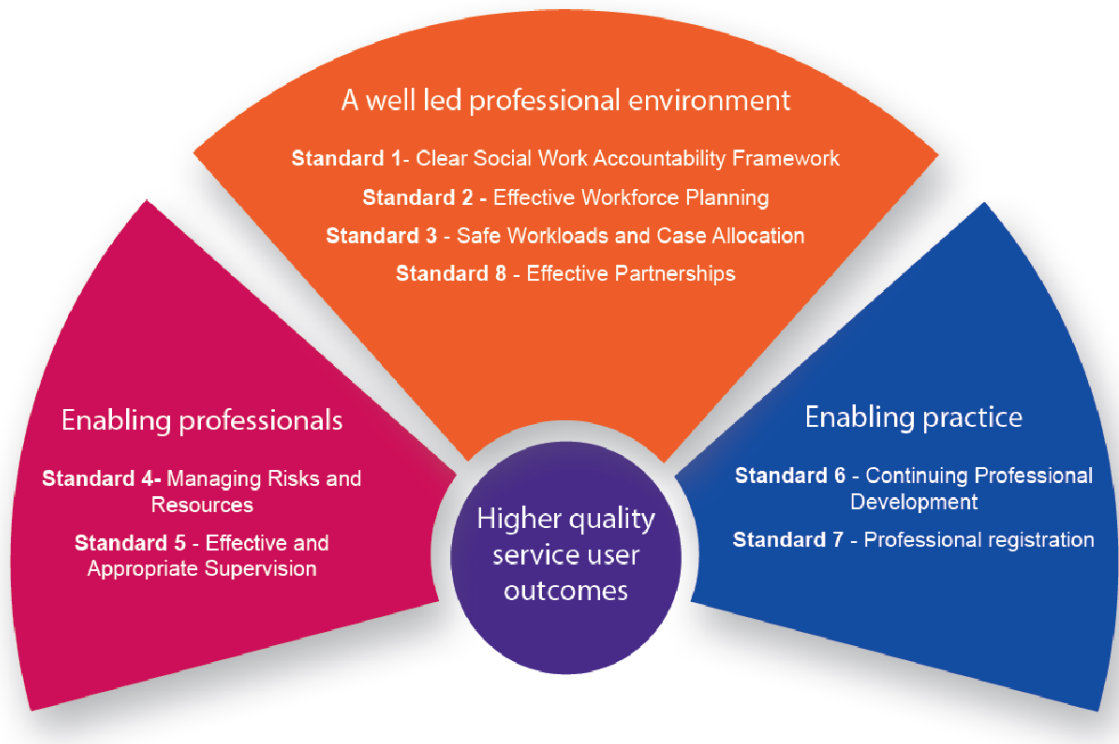 A well led professional environment
Standard 1- Clear Social Work Accountability Framework
Standard 2 - Effective Workforce Planning
Standard 3 - Safe Workloads and Case Allocation
Standard 8 - Effective Partnerships
Enabling professionals
Standard 4- Managing Risks and
Resources
Standard 5 - Effective and
Appropriate Supervision
Higher quality
service user
outcomes
Enabling practice
Standard 6 - Continuing Professional
Development
Standard 7 - Professional registration